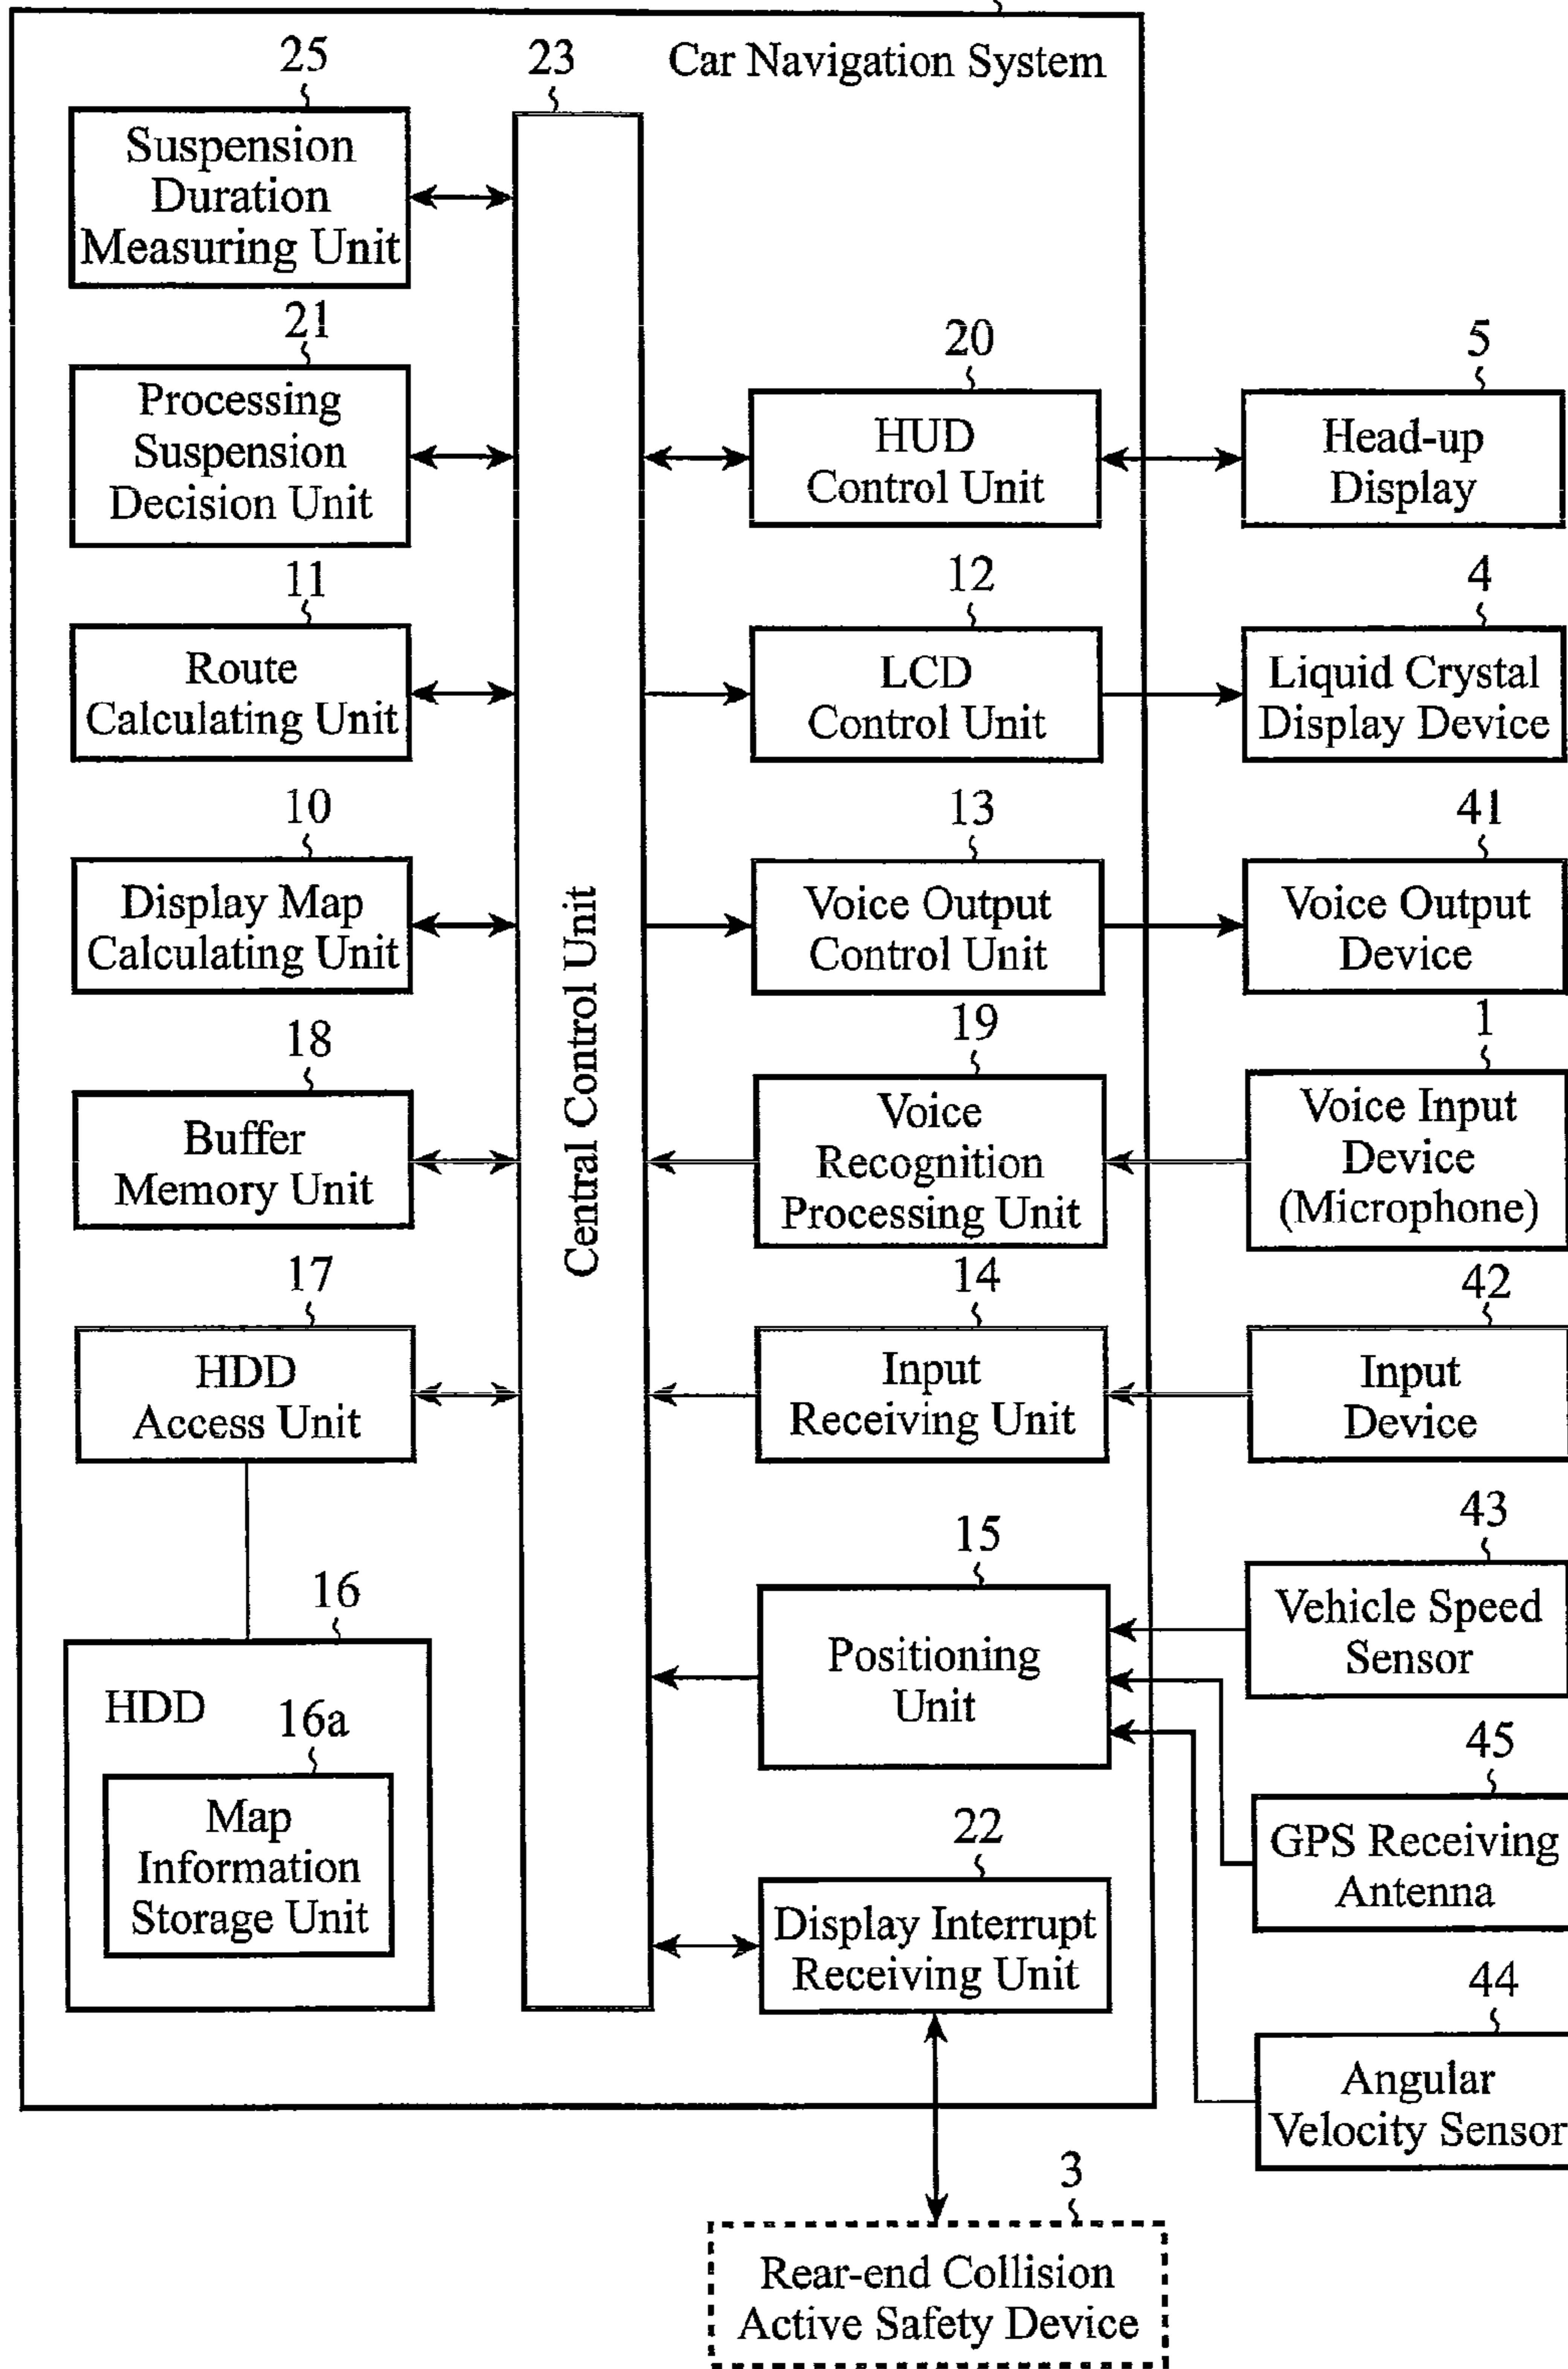 Car Navigation System
25
Suspension
Duration
Measuring Unit
23
Central Control Unit
21
Processing
Suspension
Decision Unit
20
HUD
Control Unit
5
Head-up
Display
11
Route
Calculating Unit
12
LCD
Control Unit
4
Liquid Crystal
Display Device
10
Display Map
Calculating Unit
13
Voice Output
Control Unit
41
Voice Output
Device
18
Buffer
Memory Unit
19
Voice
Recognition
Processing Unit
1
Voice Input
Device
(Microphone)
17
HDD
Access Unit
14
Input
Receiving Unit
42
Input
Device
16
HDD
16a
Map
Information
Storage Unit
15
Positioning
Unit
43
Vehicle Speed
Sensor
45
GPS Receiving
Antenna
22
Display Interrupt
Receiving Unit
44
Angular
Velocity Sensor
3
Rear-end Collision
Active Safety Device